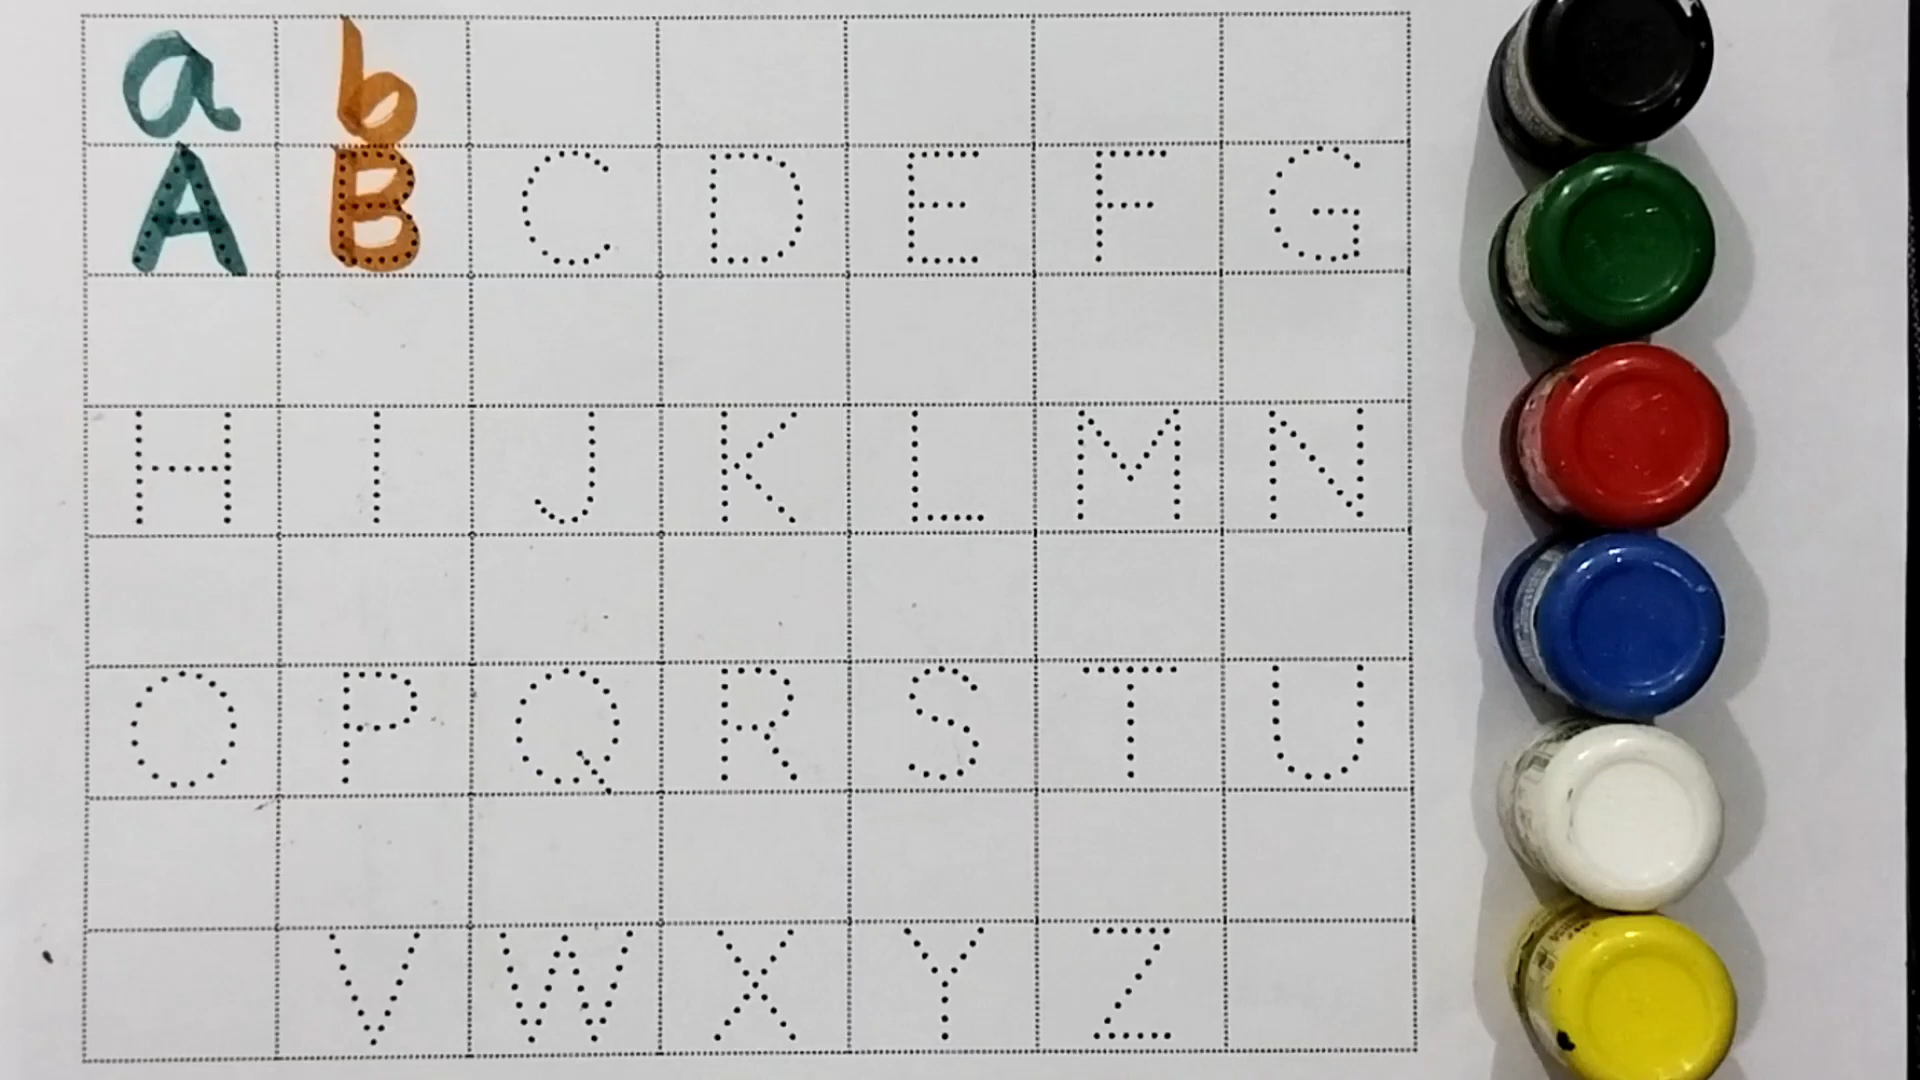 a b
A B C D E F G
H I J K L M N
O P Q R S T U
V W X Y Z